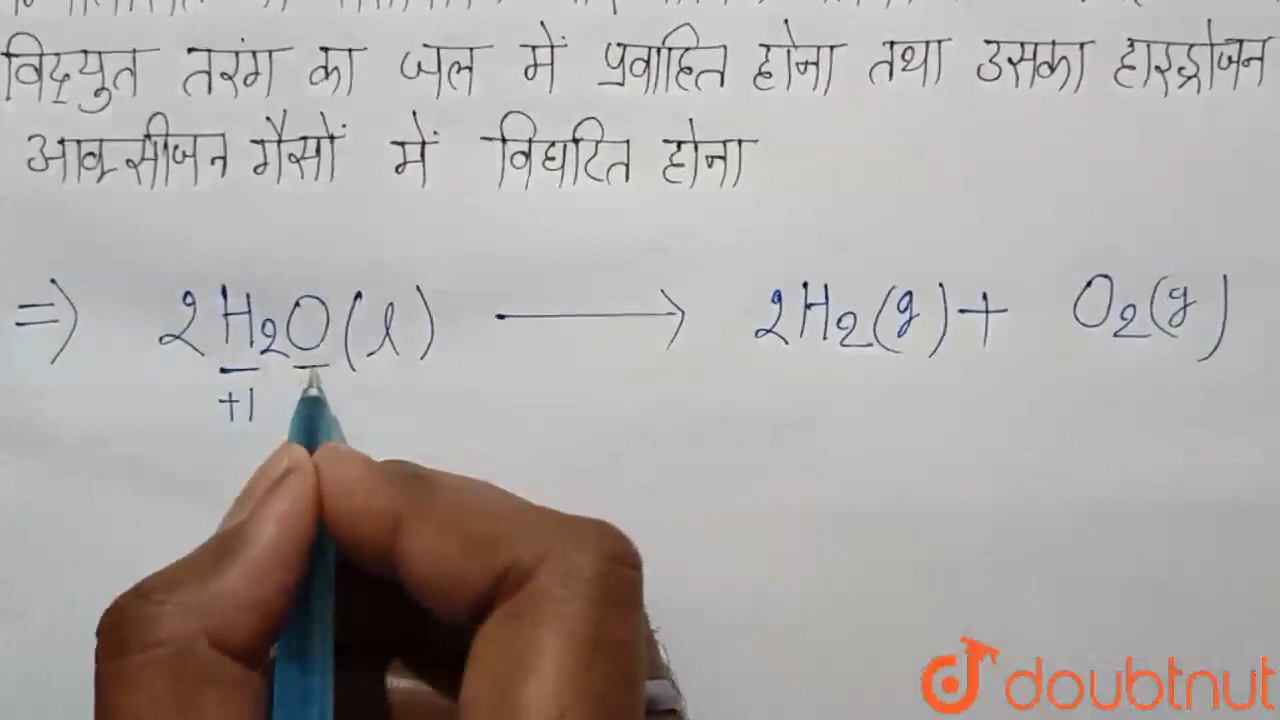 विद्युत तरंग का जल में प्रवाहित होना तथा उसका हाइड्रोजन
आक्सीजन गैसों में विघटित होना
=> 2H₂O(l) ⟶ 2H₂(g) + O₂(g)
+1
doubtnut